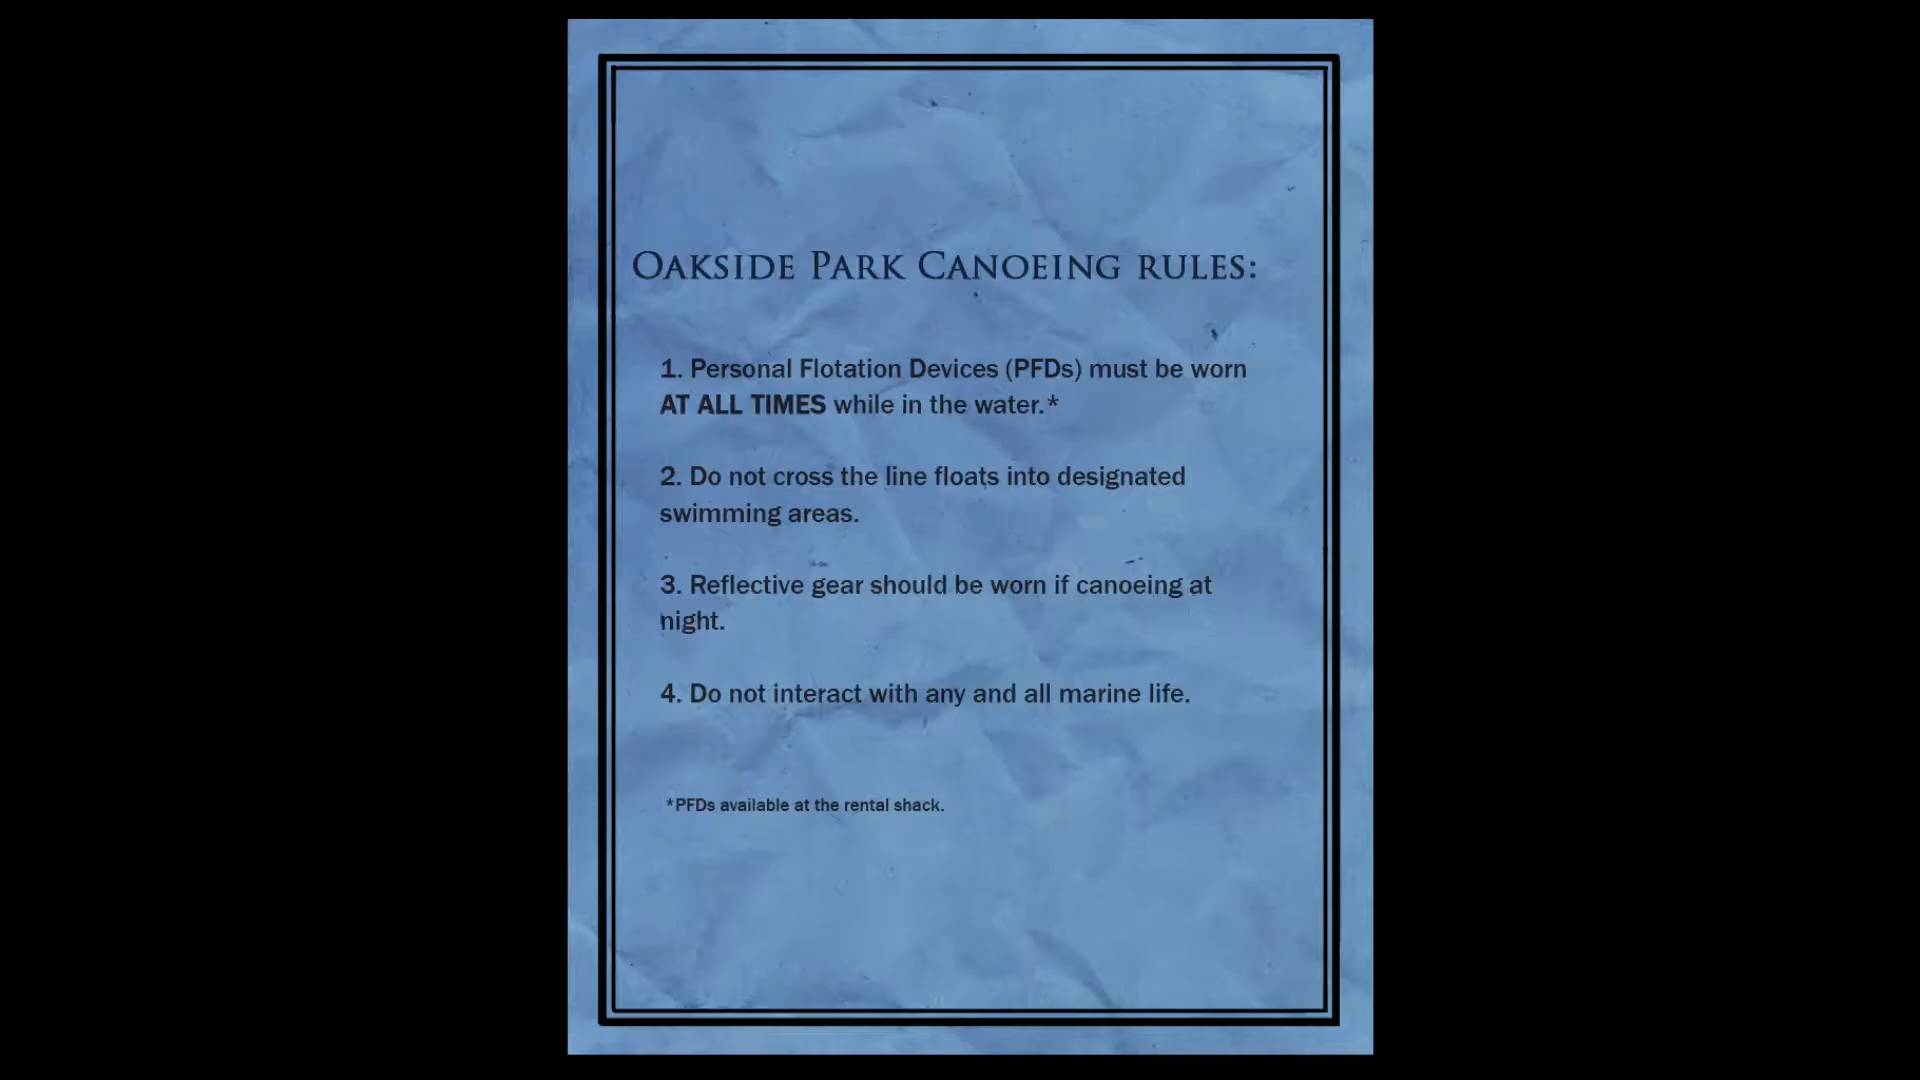 Oakside Park Canoeing rules:
1. Personal Flotation Devices (PFDs) must be worn
AT ALL TIMES while in the water.*
2. Do not cross the line floats into designated
swimming areas.
3. Reflective gear should be worn if canoeing at
night.
4. Do not interact with any and all marine life.
*PFDs available at the rental shack.